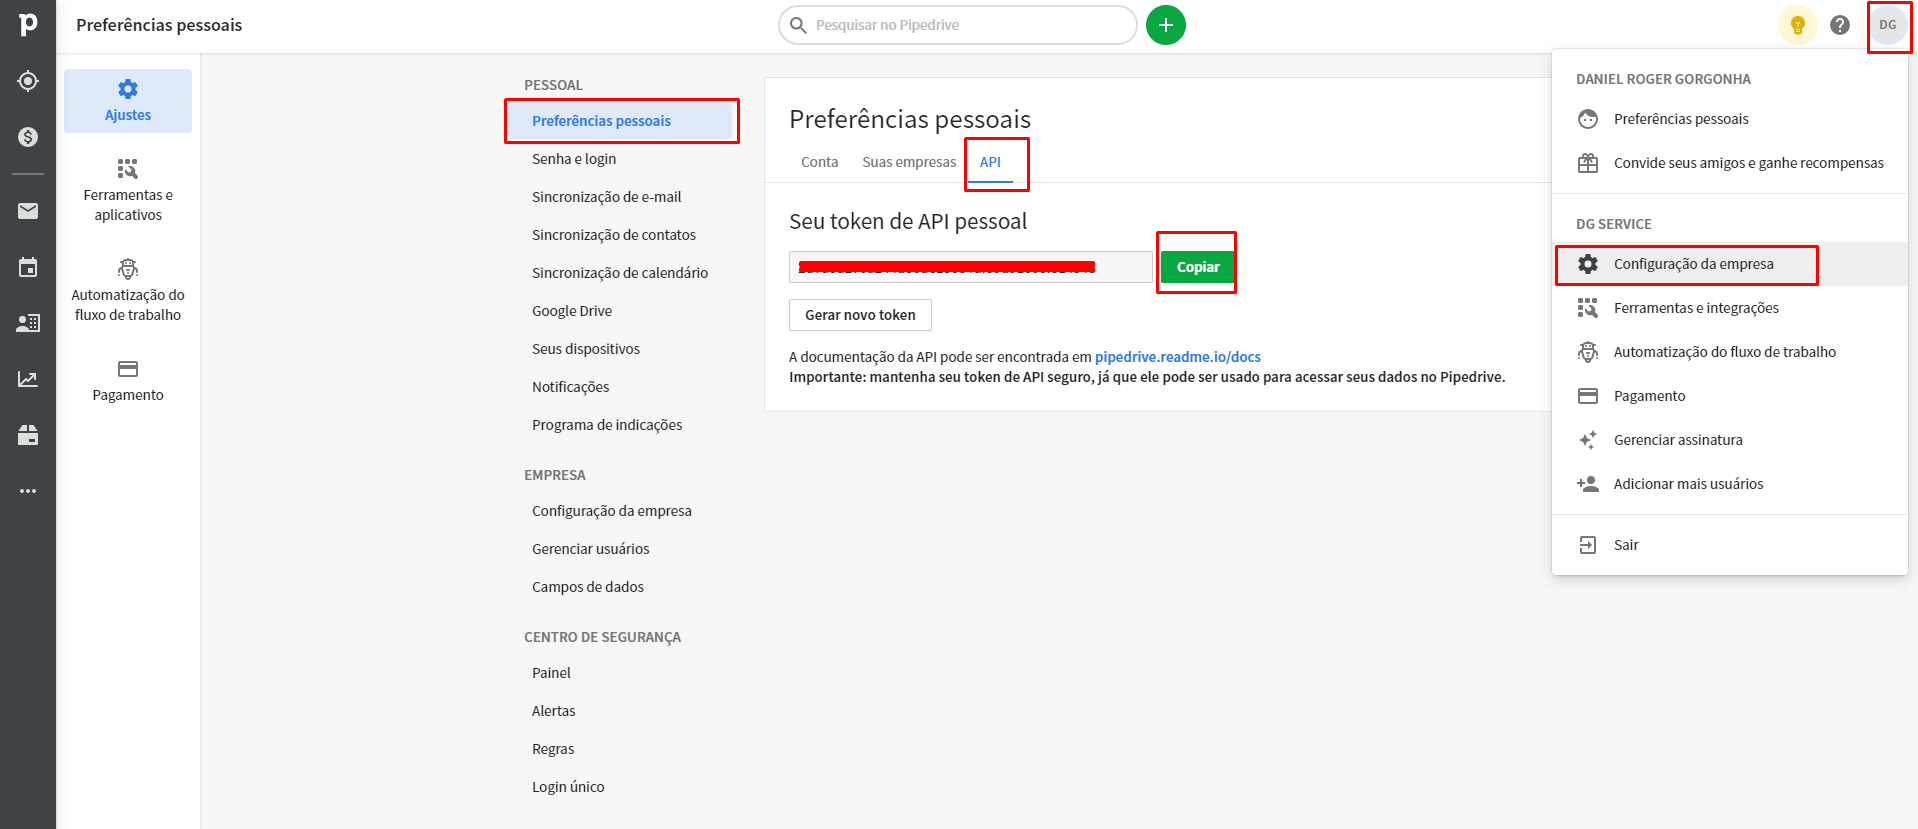 p
Preferências pessoais
Pesquisar no Pipedrive
DG
Ajustes
Ferramentas e
aplicativos
Automatização do
fluxo de trabalho
Pagamento
PESSOAL
Preferências pessoais
Senha e login
Sincronização de e-mail
Sincronização de contatos
Sincronização de calendário
Google Drive
Seus dispositivos
Notificações
Programa de indicações
EMPRESA
Configuração da empresa
Gerenciar usuários
Campos de dados
CENTRO DE SEGURANÇA
Painel
Alertas
Regras
Login único
Preferências pessoais
Conta Suas empresas API
Seu token de API pessoal
Copiar
Gerar novo token
A documentação da API pode ser encontrada em pipedrive.readme.io/docs
Importante: mantenha seu token de API seguro, já que ele pode ser usado para acessar seus dados no Pipedrive.
DANIEL ROGER GORGONHA
Preferências pessoais
Convide seus amigos e ganhe recompensas
DG SERVICE
Configuração da empresa
Ferramentas e integrações
Automatização do fluxo de trabalho
Pagamento
Gerenciar assinatura
Adicionar mais usuários
Sair